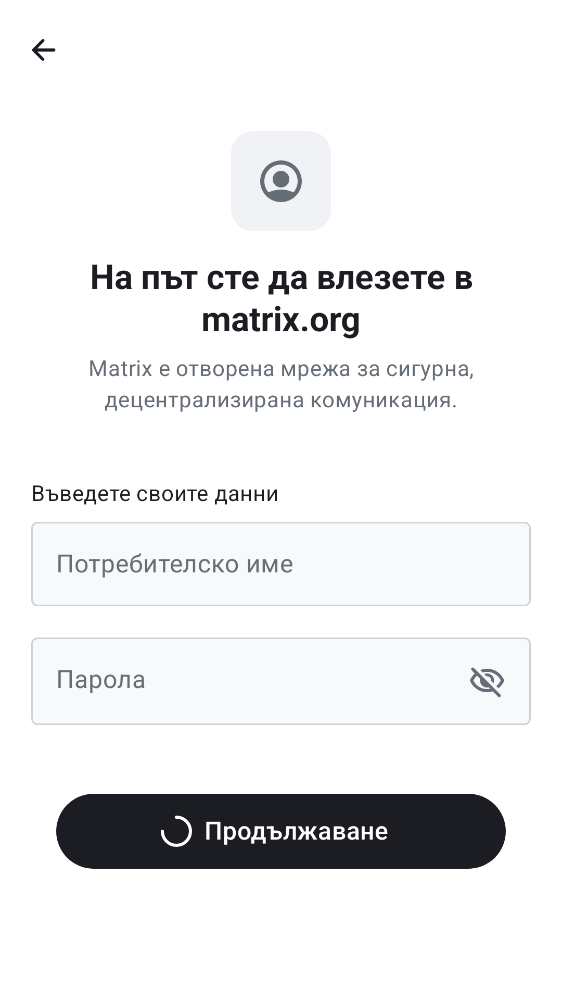 На път сте да влезете в
matrix.org
Matrix е отворена мрежа за сигурна,
децентрализирана комуникация.
Въведете своите данни
Потребителско име
Парола
Продължаване